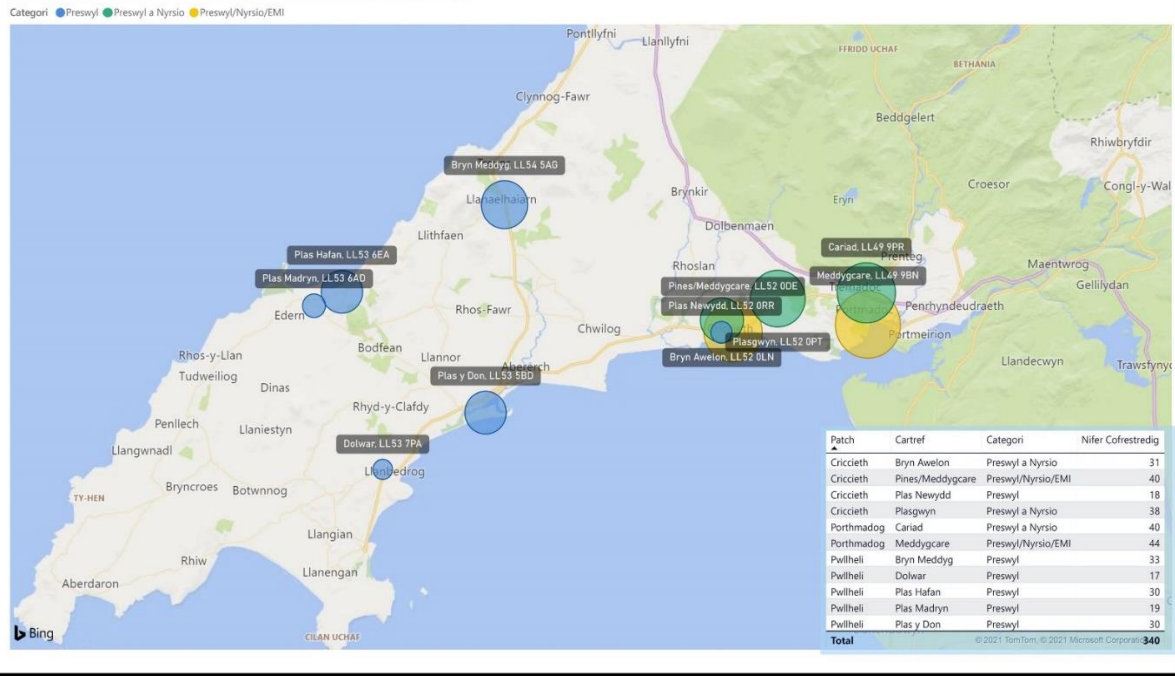 Categori Preswyl Preswyl a Nyrsio Preswyl/Nyrsio/EMI
Pontllyfni
Llanllyfni
FFRIDD UCHAF
BETHANIA
Clynnog-Fawr
Beddgelert
Rhiwbryfdir
Bryn Meddyg, LL54 5AG
Llanaelhaiarn
Brynkir
Eryri
Croesor
Congl-y-Wal
Dolbenmaen
Llithfaen
Plas Hafan, LL53 6EA
Cariad, LL49 9PR
Prenteg
Rhoslan
Maentwrog
Plas Madryn, LL53 6AD
Pines/Meddygcare, LL52 0DE
Meddygcare, LL49 9BN
Tremadoc
Gellilydan
Edern
Rhos-Fawr
Plas Newydd, LL52 0RR
Portmadoc
Penrhyndeudraeth
Chwilog
Plasgwyn, LL52 0PT
Portmeirion
Bodfean
Rhos-y-Llan
Llannor
Bryn Awelon, LL52 0LN
Llandecwyn
Abererch
Trawsfyny
Tudweiliog
Plas y Don, LL53 5BD
Dinas
Rhyd-y-Clafdy
Penllech
Llaniestyn
Dolwar, LL53 7PA
Llangwnadl
Llanbedrog
Bryncroes
Botwnnog
TY-HEN
Llangian
Rhiw
Llanengan
Aberdaron
Bing
CILAN UCHAF
Patch Cartref Categori Nifer Cofrestredig
Criccieth Bryn Awelon Preswyl a Nyrsio 31
Criccieth Pines/Meddygcare Preswyl/Nyrsio/EMI 40
Criccieth Plas Newydd Preswyl 18
Criccieth Plasgwyn Preswyl a Nyrsio 38
Porthmadog Cariad Preswyl a Nyrsio 40
Porthmadog Meddygcare Preswyl/Nyrsio/EMI 44
Pwllheli Bryn Meddyg Preswyl 33
Pwllheli Dolwar Preswyl 17
Pwllheli Plas Hafan Preswyl 30
Pwllheli Plas Madryn Preswyl 19
Pwllheli Plas y Don Preswyl 30
Total 340
© 2021 TomTom, © 2021 Microsoft Corporati